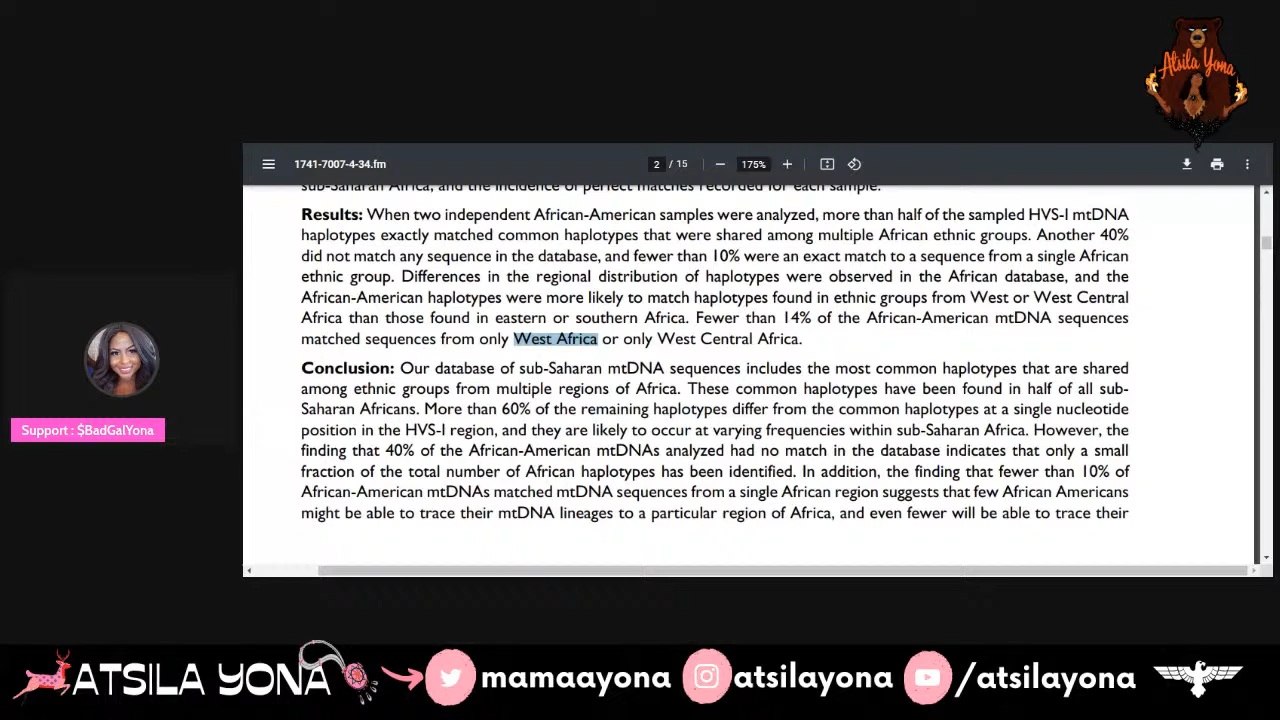 Atsila Yona
1741-7007-4-34.fm
2 / 15
175%
sub-Saharan Africa, and the incidence of perfect matches recorded for each sample.
Results: When two independent African-American samples were analyzed, more than half of the sampled HVS-I mtDNA
haplotypes exactly matched common haplotypes that were shared among multiple African ethnic groups. Another 40%
did not match any sequence in the database, and fewer than 10% were an exact match to a sequence from a single African
ethnic group. Differences in the regional distribution of haplotypes were observed in the African database, and the
African-American haplotypes were more likely to match haplotypes found in ethnic groups from West or West Central
Africa than those found in eastern or southern Africa. Fewer than 14% of the African-American mtDNA sequences
matched sequences from only West Africa or only West Central Africa.
Conclusion: Our database of sub-Saharan mtDNA sequences includes the most common haplotypes that are shared
among ethnic groups from multiple regions of Africa. These common haplotypes have been found in half of all sub-
Saharan Africans. More than 60% of the remaining haplotypes differ from the common haplotypes at a single nucleotide
position in the HVS-I region, and they are likely to occur at varying frequencies within sub-Saharan Africa. However, the
finding that 40% of the African-American mtDNAs analyzed had no match in the database indicates that only a small
fraction of the total number of African haplotypes has been identified. In addition, the finding that fewer than 10% of
African-American mtDNAs matched mtDNA sequences from a single African region suggests that few African Americans
might be able to trace their mtDNA lineages to a particular region of Africa, and even fewer will be able to trace their
Support : $BadGalYona
ATSILA YONA
mamaayona
atsilayona
/atsilayona